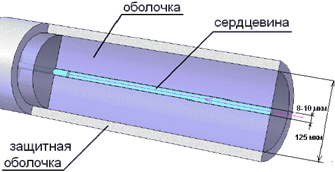 оболочка
сердцевина
8-10 мкм
125 мкм
защитная
оболочка